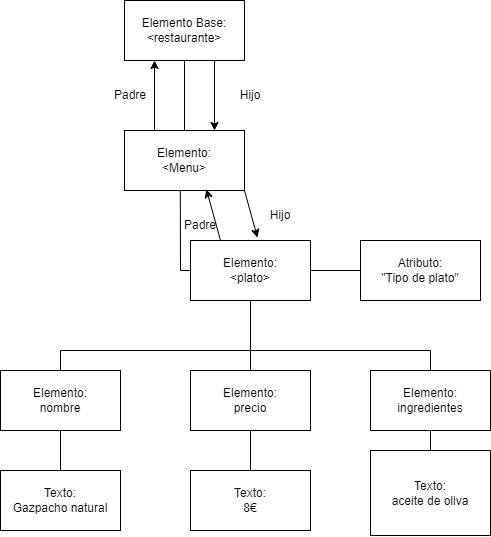 Elemento Base:
<restaurante>
Padre
Hijo
Elemento:
<Menu>
Padre
Hijo
Elemento:
<plato>
Atributo:
"Tipo de plato"
Elemento:
nombre
Elemento:
precio
Elemento:
ingredientes
Texto:
Gazpacho natural
Texto:
8€
Texto:
aceite de oliva